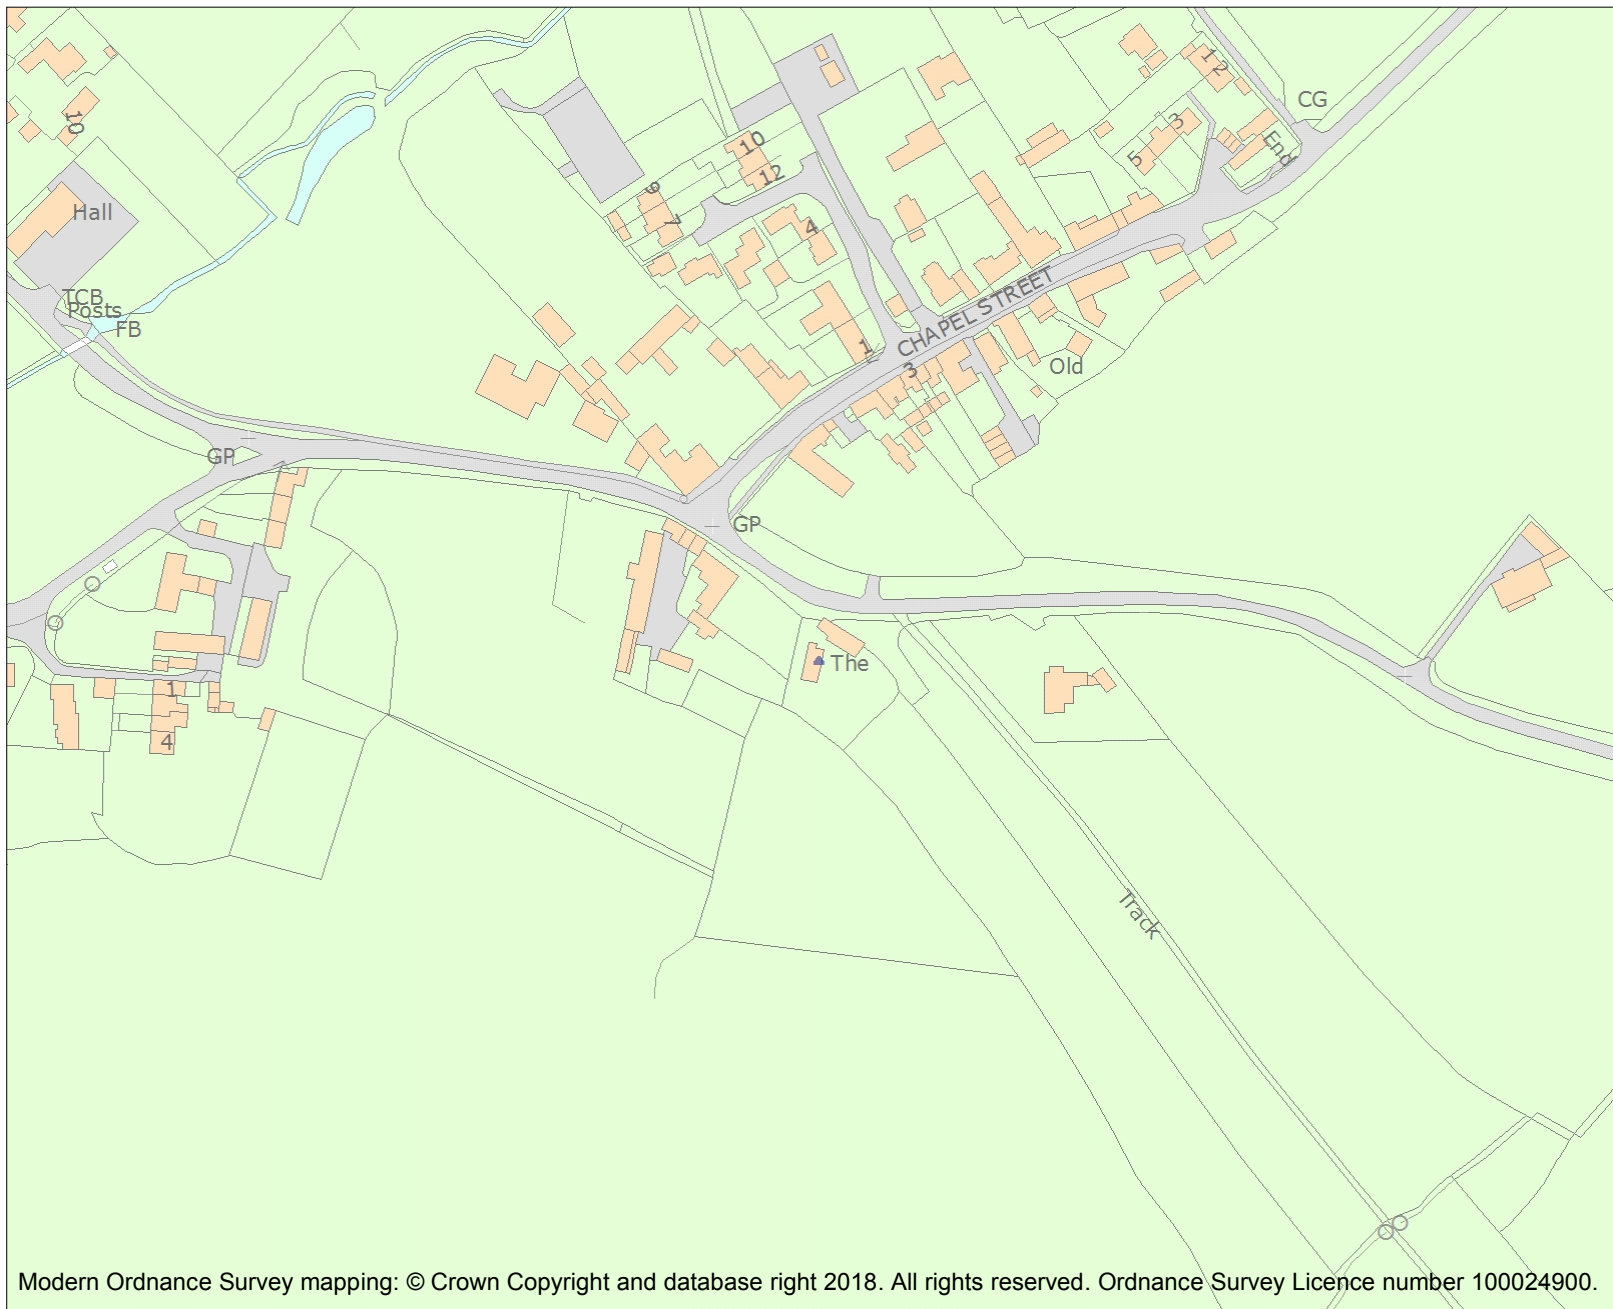 1 2
CG
10
3
End
5
10
12
9
7
Hall
4
TCB
Posts
FB
CHAPEL STREET
1
3
Old
GP
GP
The
1
4
Track
Modern Ordnance Survey mapping: © Crown Copyright and database right 2018. All rights reserved. Ordnance Survey Licence number 100024900.